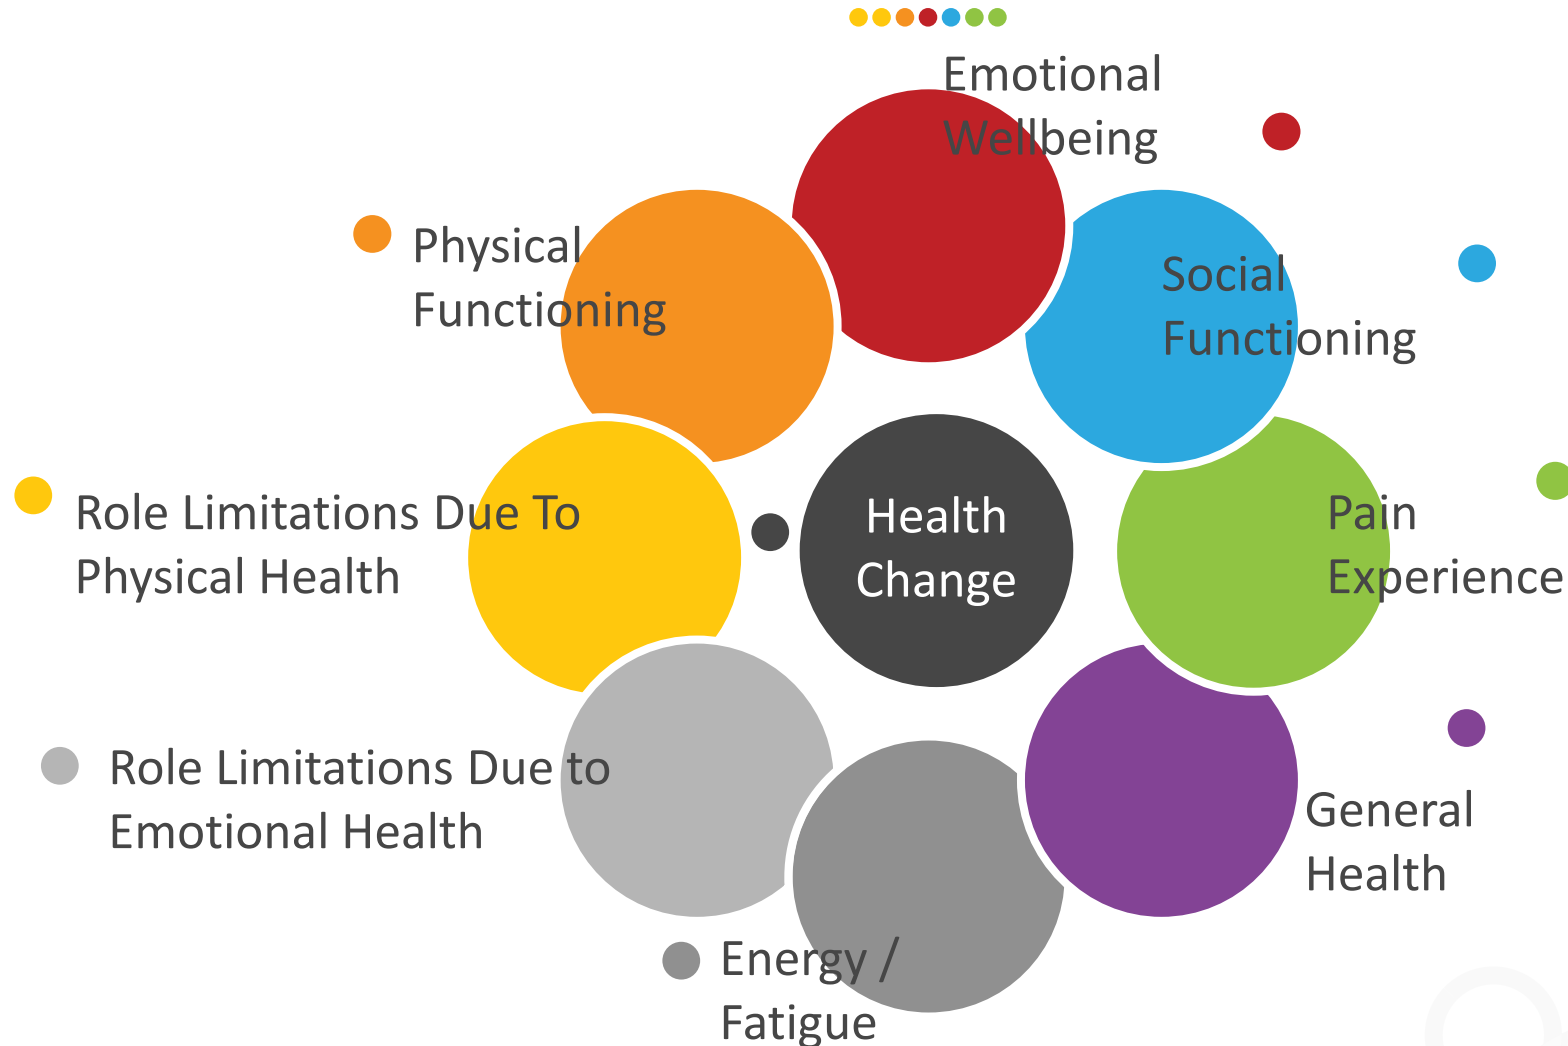 Emotional
Wellbeing
Physical
Functioning
Social
Functioning
Role Limitations Due To
Physical Health
Health
Change
Pain
Experience
Role Limitations Due to
Emotional Health
General
Health
Energy /
Fatigue